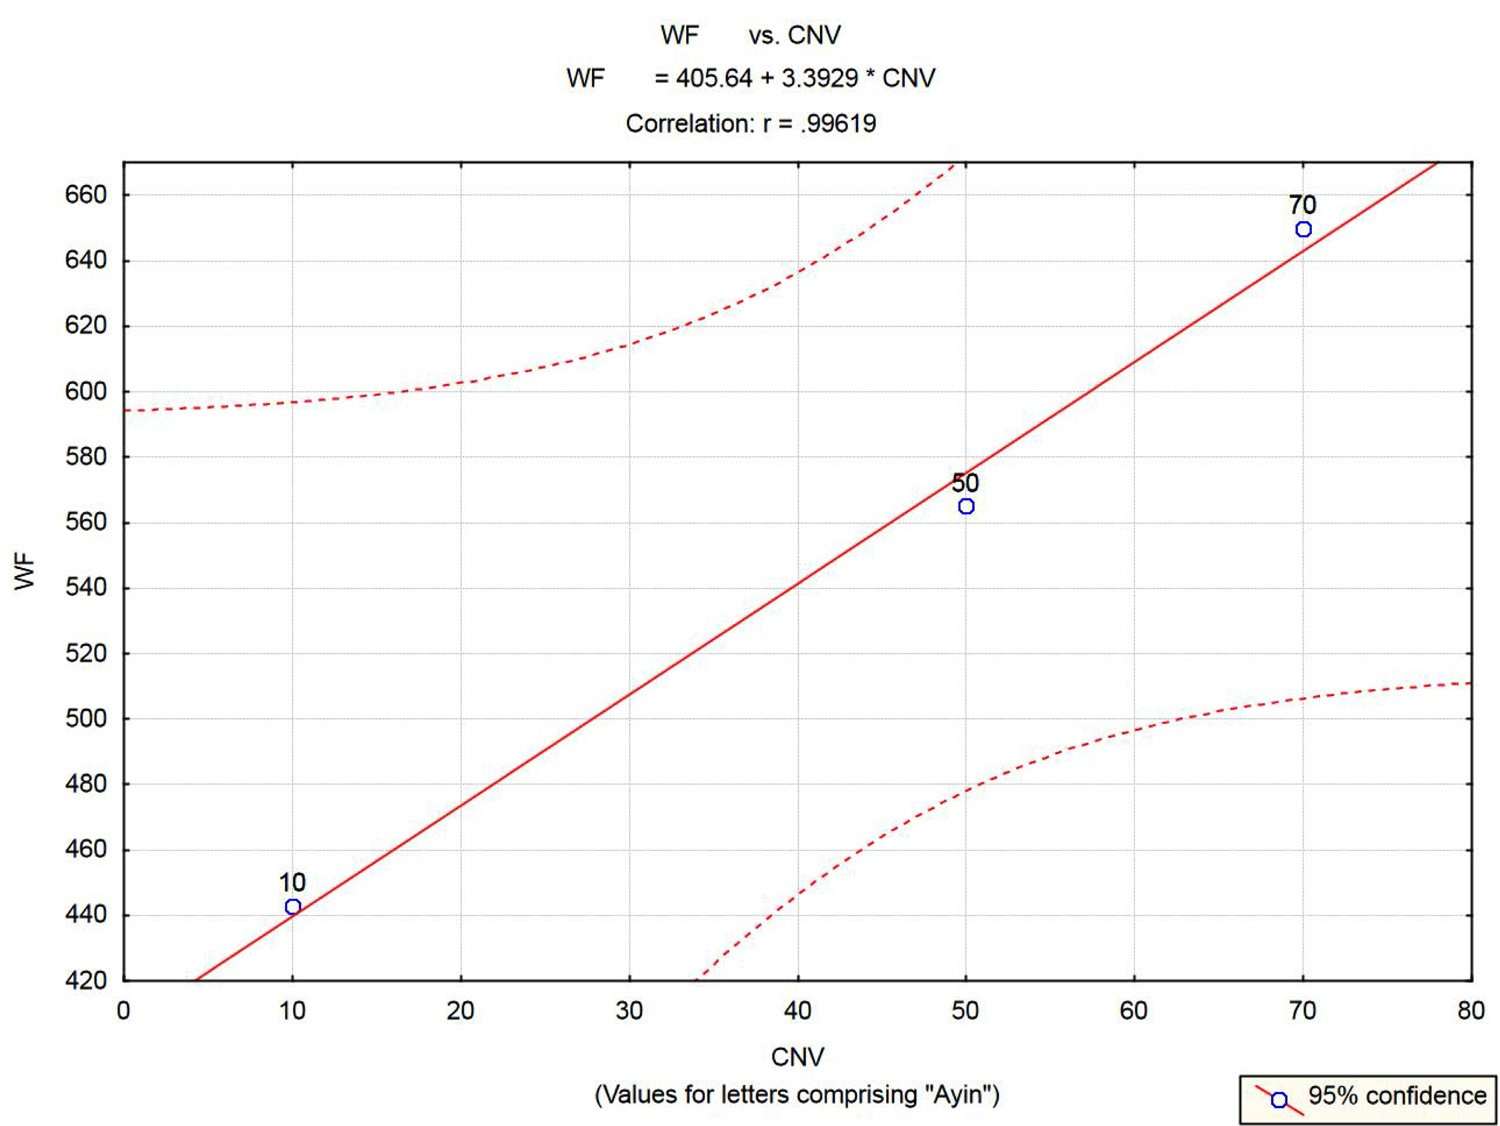 WF vs. CNV
WF = 405.64 + 3.3929 * CNV
Correlation: r = .99619
660
640
620
600
580
560
540
520
500
480
460
440
420
WF
70
50
10
0 10 20 30 40 50 60 70 80
CNV
(Values for letters comprising "Ayin")
95% confidence